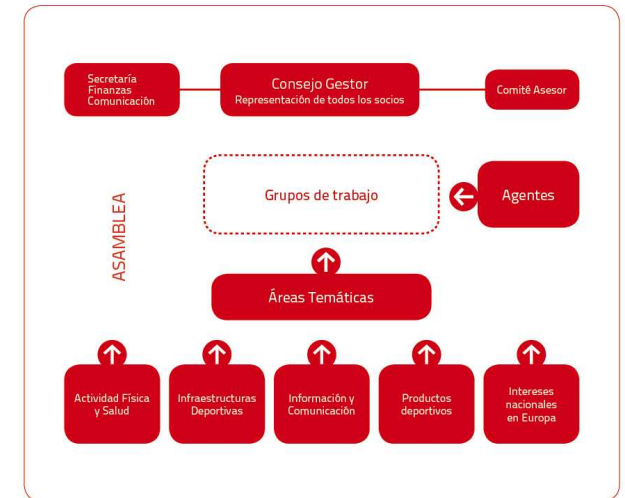 Secretaría
Finanzas
Comunicación
Consejo Gestor
Representación de todos los socios
Comité Asesor
Grupos de trabajo
Agentes
ASAMBLEA
Áreas Temáticas
Actividad Física
y Salud
Infraestructuras
Deportivas
Información y
Comunicación
Productos
deportivos
Intereses
nacionales
en Europa